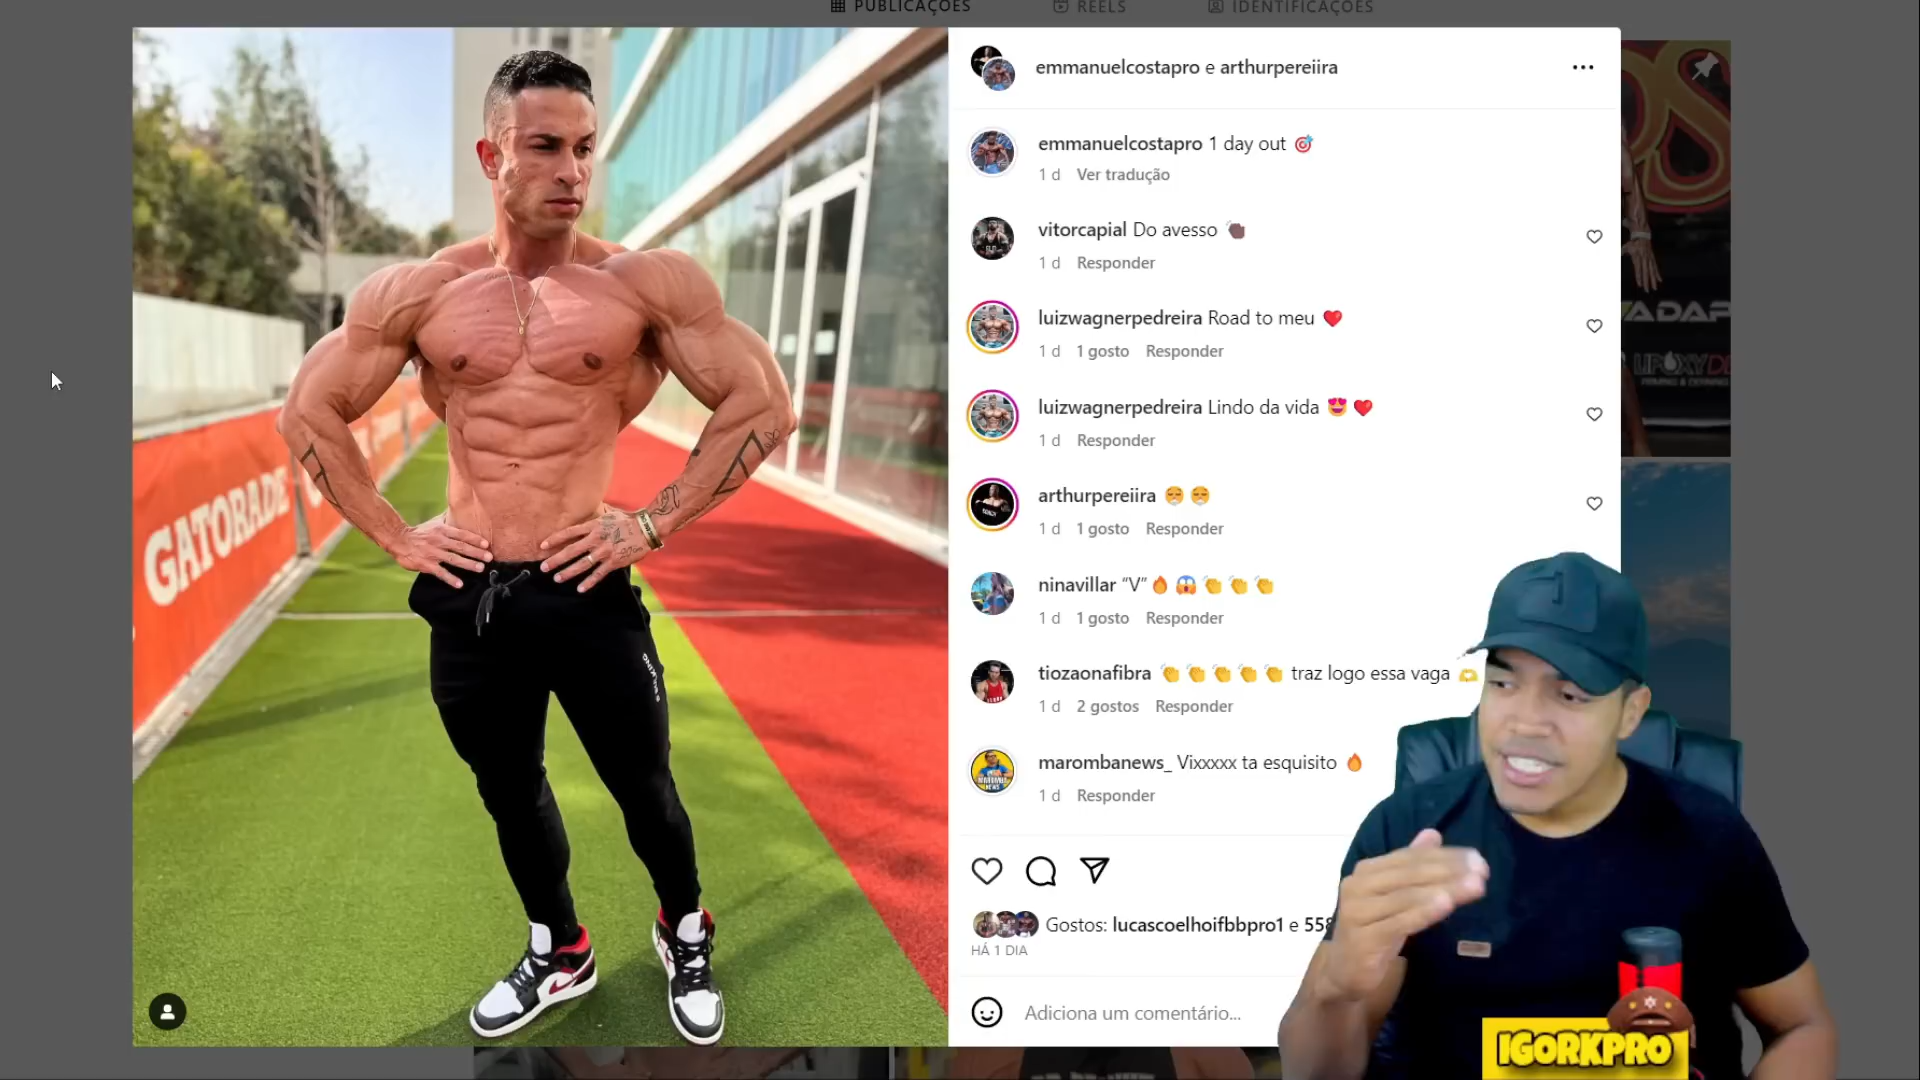 PUBLICAÇÕES
REELS
IDENTIFICAÇÕES
emmanuelcostapro e arthurpereiira
emmanuelcostapro 1 day out 🎯
1 d Ver tradução
vitorcapial Do avesso 👏🏿
1 d Responder
luizwagnerpedreira Road to meu ❤️
1 d 1 gosto Responder
luizwagnerpedreira Lindo da vida 😍 ❤️
1 d Responder
arthurpereiira 😮‍💨 😮‍💨
1 d 1 gosto Responder
ninavillar “V”🔥 😱 👏 👏 👏
1 d 1 gosto Responder
tiozaonafibra 👏 👏 👏 👏 👏 traz logo essa vaga 🫶
1 d 2 gostos Responder
marombanews_ Vixxxxx ta esquisito 🔥
1 d Responder
Gostos: lucascoelhoifbbpro1 e 558
HÁ 1 DIA
Adiciona um comentário...
GATORADE
IGORKPRO